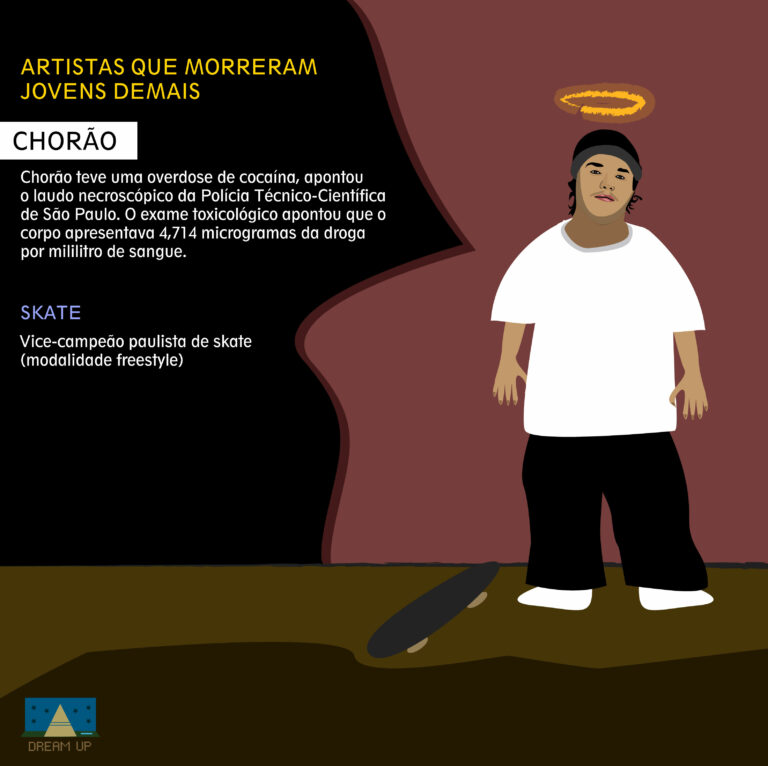 ARTISTAS QUE MORRERAM
JOVENS DEMAIS
CHORÃO
Chorão teve uma overdose de cocaína, apontou
o laudo necroscópico da Polícia Técnico-Científica
de São Paulo. O exame toxicológico apontou que o
corpo apresentava 4,714 microgramas da droga
por mililitro de sangue.
SKATE
Vice-campeão paulista de skate
(modalidade freestyle)
DREAM UP